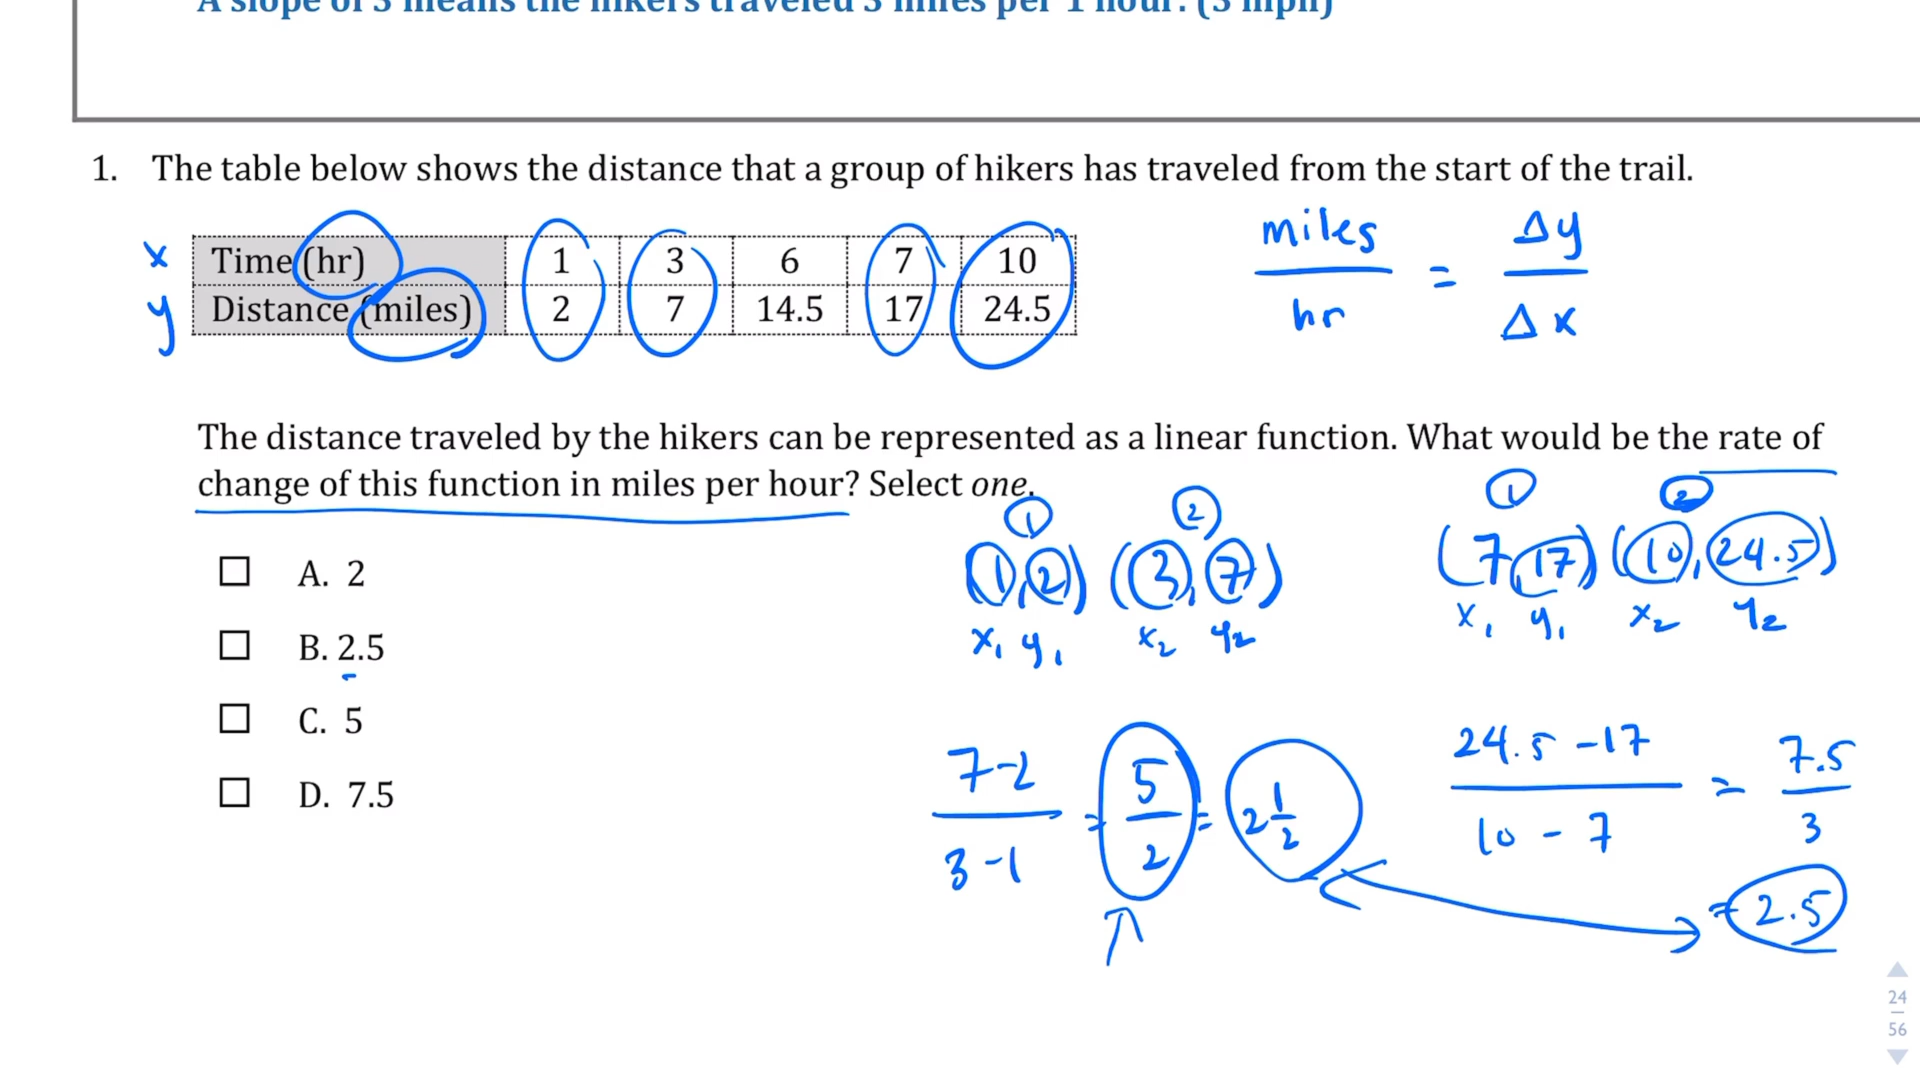 A slope of 3 means the hikers traveled 3 miles per 1 hour. (3 mph)
1. The table below shows the distance that a group of hikers has traveled from the start of the trail.
x Time (hr) 1 3 6 7 10
y Distance (miles) 2 7 14.5 17 24.5
miles / hr = Δy / Δx
The distance traveled by the hikers can be represented as a linear function. What would be the rate of
change of this function in miles per hour? Select one.
1 2
(1,2) (3,7)
x₁ y₁ x₂ y₂
1 2
(7,17) (10,24.5)
x₁ y₁ x₂ y₂
A. 2
B. 2.5
C. 5
D. 7.5
7-2 / 3-1 = 5/2 = 2 1/2
24.5-17 / 10-7 = 7.5/3
= 2.5
24
56